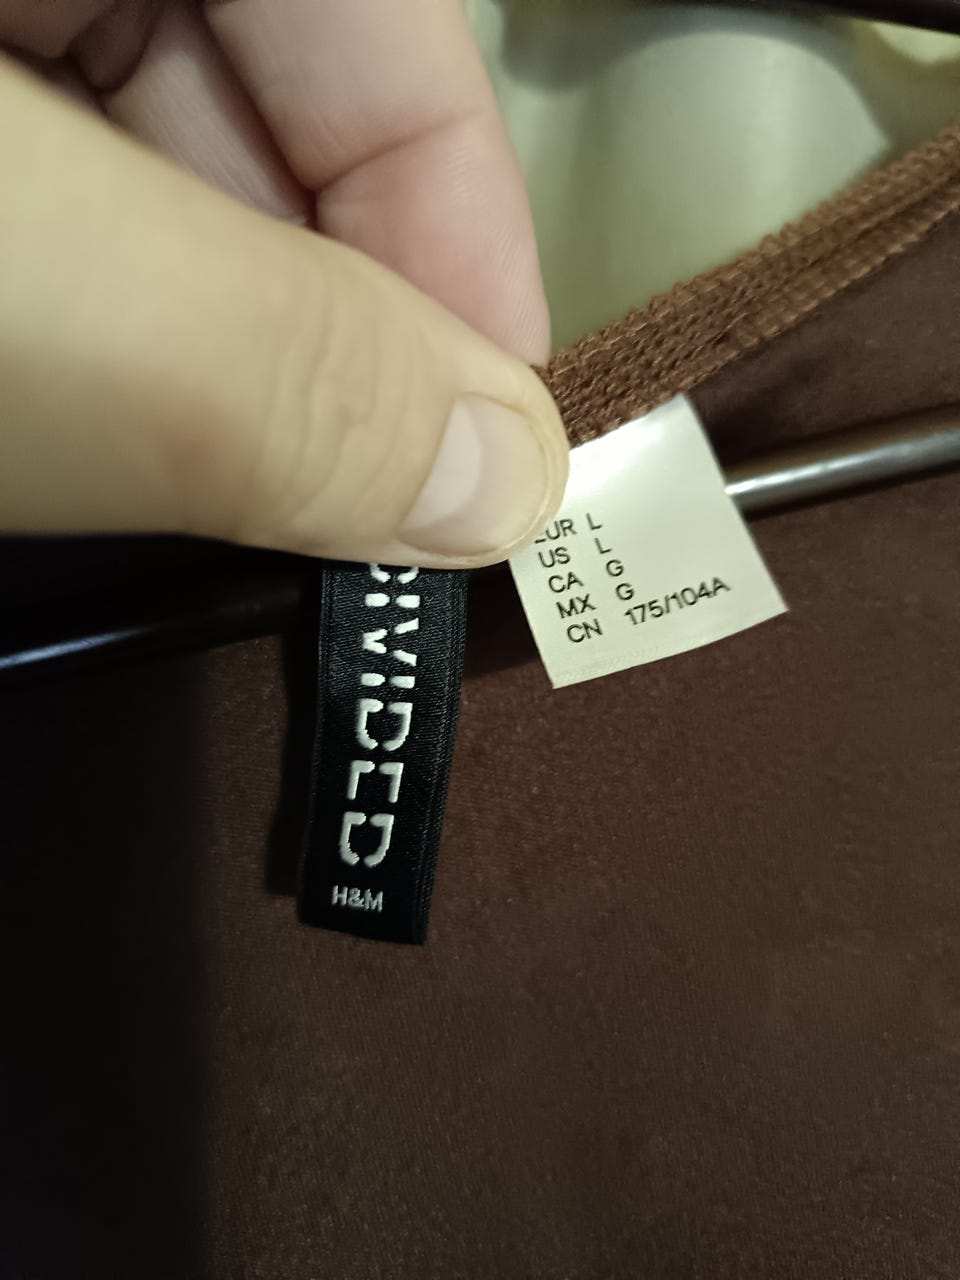 DIVIDED
H&M
EUR L
US L
CA G
MX G
CN 175/104A